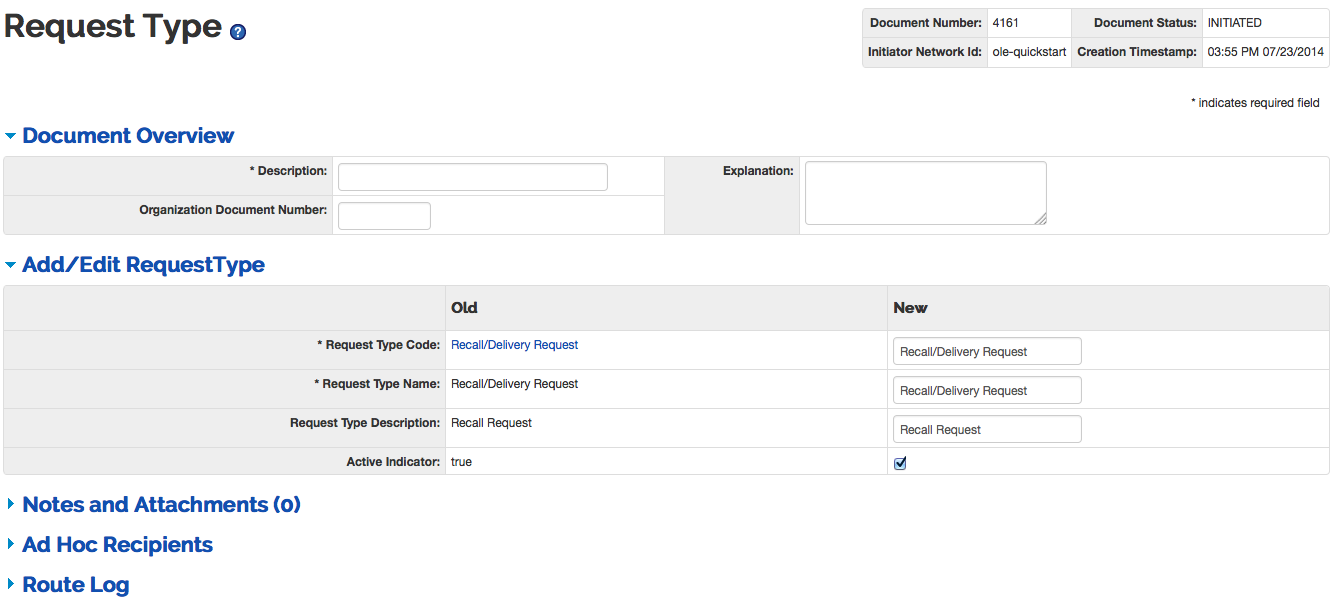 Request Type ?
Document Number: 4161 Document Status: INITIATED
Initiator Network Id: ole-quickstart Creation Timestamp: 03:55 PM 07/23/2014
* indicates required field
Document Overview
* Description: Explanation:
Organization Document Number:
Add/Edit RequestType
Old New
* Request Type Code: Recall/Delivery Request Recall/Delivery Request
* Request Type Name: Recall/Delivery Request Recall/Delivery Request
Request Type Description: Recall Request Recall Request
Active Indicator: true
Notes and Attachments (0)
Ad Hoc Recipients
Route Log